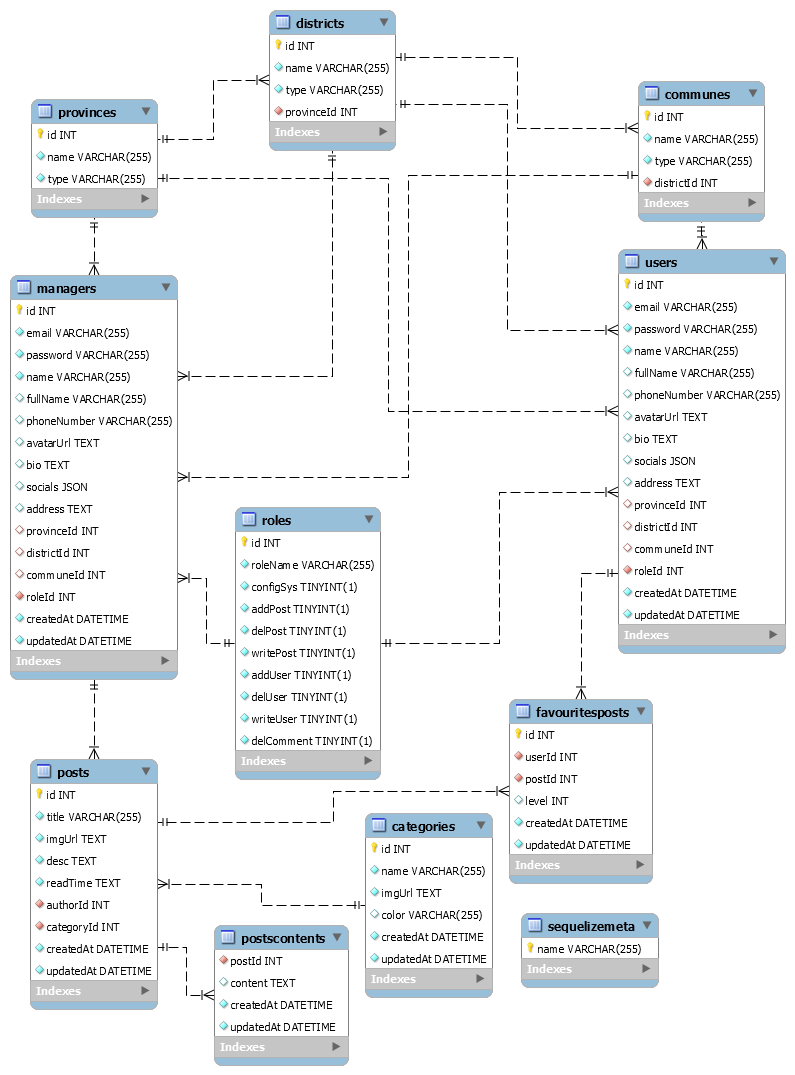 districts
id INT
name VARCHAR(255)
type VARCHAR(255)
provinceId INT
Indexes
provinces
id INT
name VARCHAR(255)
type VARCHAR(255)
Indexes
communes
id INT
name VARCHAR(255)
type VARCHAR(255)
districtId INT
Indexes
managers
id INT
email VARCHAR(255)
password VARCHAR(255)
name VARCHAR(255)
fullName VARCHAR(255)
phoneNumber VARCHAR(255)
avatarUrl TEXT
bio TEXT
socials JSON
address TEXT
provinceId INT
districtId INT
communeId INT
roleId INT
createdAt DATETIME
updatedAt DATETIME
Indexes
users
id INT
email VARCHAR(255)
password VARCHAR(255)
name VARCHAR(255)
fullName VARCHAR(255)
phoneNumber VARCHAR(255)
avatarUrl TEXT
bio TEXT
socials JSON
address TEXT
provinceId INT
districtId INT
communeId INT
roleId INT
createdAt DATETIME
updatedAt DATETIME
Indexes
roles
id INT
roleName VARCHAR(255)
configSys TINYINT(1)
addPost TINYINT(1)
delPost TINYINT(1)
writePost TINYINT(1)
addUser TINYINT(1)
delUser TINYINT(1)
writeUser TINYINT(1)
delComment TINYINT(1)
Indexes
favouritesposts
id INT
userId INT
postId INT
level INT
createdAt DATETIME
updatedAt DATETIME
Indexes
posts
id INT
title VARCHAR(255)
imgUrl TEXT
desc TEXT
readTime TEXT
authorId INT
categoryId INT
createdAt DATETIME
updatedAt DATETIME
Indexes
categories
id INT
name VARCHAR(255)
imgUrl TEXT
color VARCHAR(255)
createdAt DATETIME
updatedAt DATETIME
Indexes
sequelizemeta
name VARCHAR(255)
Indexes
postscontents
postId INT
content TEXT
createdAt DATETIME
updatedAt DATETIME
Indexes